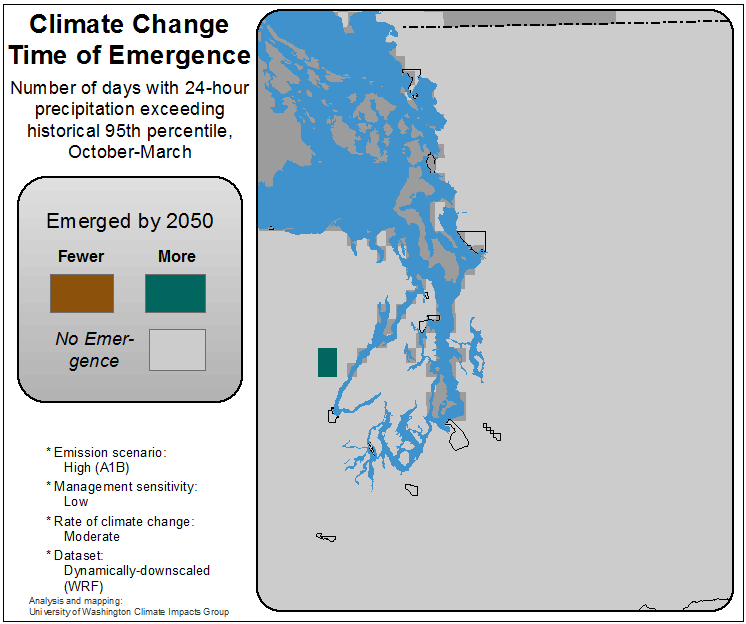 Climate Change
Time of Emergence
Number of days with 24-hour
precipitation exceeding
historical 95th percentile,
October-March
Emerged by 2050
Fewer More
No Emer-
gence
* Emission scenario:
High (A1B)
* Management sensitivity:
Low
* Rate of climate change:
Moderate
* Dataset:
Dynamically-downscaled
(WRF)
Analysis and mapping:
University of Washington Climate Impacts Group